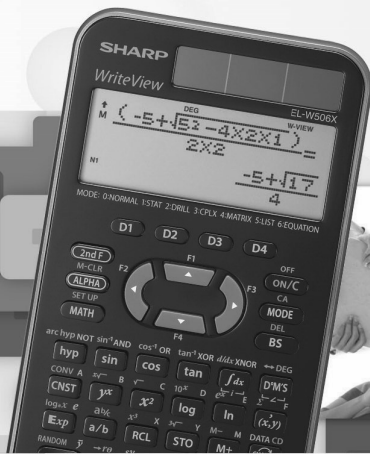 SHARP
WriteView
EL-W506X
DEG
W-VIEW
M
(-5+√5²-4×2×1)
2×2
=
N1
-5+√17
4
MODE: 0:NORMAL 1:STAT 2:DRILL 3:CPLX 4:MATRIX 5:LIST 6:EQUATION
D1 D2 D3 D4
2nd F
M-CLR
F1
F2
F3
F4
OFF
ON/C
CA
ALPHA
SET UP
MODE
DEL
MATH
BS
arc hyp NOT sin⁻¹ AND cos⁻¹ OR tan⁻¹ XOR d/dx XNOR ↔DEG
hyp sin cos tan ∫dx D°M'S
CONV A B C 10ˣ D E F
CNST yˣ x² log ln (x,y)
logₐx e a b/c x³ X Y M- M DATA CD
Exp a/b RCL STO M+
RANDOM